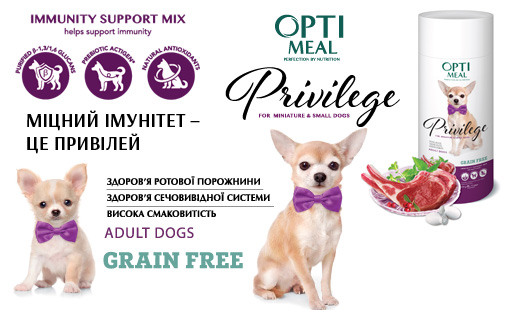 IMMUNITY SUPPORT MIX
helps support immunity
PURIFIED β-1,3/1,6 GLUCANS
PREBIOTIC ACTIGEN*
NATURAL ANTIOXIDANTS
β
МІЦНИЙ ІМУНІТЕТ –
ЦЕ ПРИВІЛЕЙ
OPTI
MEAL
PERFECTION BY NUTRITION
Privilege
FOR MINIATURE & SMALL DOGS
ЗДОРОВ'Я РОТОВОЇ ПОРОЖНИНИ
ЗДОРОВ'Я СЕЧОВИВІДНОЇ СИСТЕМИ
ВИСОКА СМАКОВИТІСТЬ
ADULT DOGS
GRAIN FREE
OPTI
MEAL
Privilege
GRAIN FREE